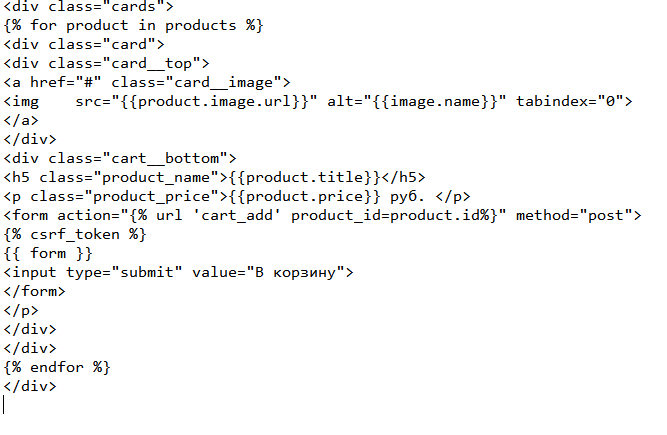 <div class="cards">
{% for product in products %}
<div class="card">
<div class="card__top">
<a href="#" class="card__image">
<img    src="{{product.image.url}}" alt="{{image.name}}" tabindex="0">
</a>
</div>
<div class="cart__bottom">
<h5 class="product_name">{{product.title}}</h5>
<p class="product_price">{{product.price}} руб. </p>
<form action="{% url 'cart_add' product_id=product.id%}" method="post">
{% csrf_token %}
{{ form }}
<input type="submit" value="В корзину">
</form>
</p>
</div>
</div>
{% endfor %}
</div>